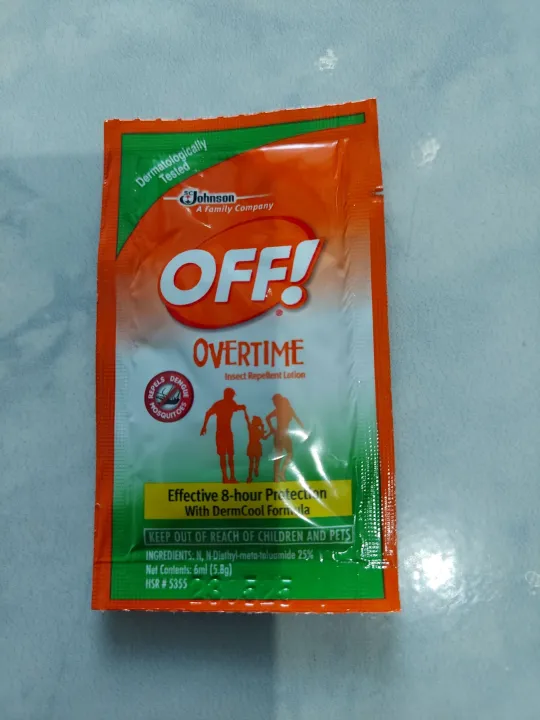 Dermatologically
Tested
SC Johnson
A Family Company
OFF!
OVERTIME
Insect Repellent Lotion
REPELS DENGUE
MOSQUITOES
Effective 8-hour Protection
With DermCool Formula
KEEP OUT OF REACH OF CHILDREN AND PETS
INGREDIENTS: N, N-Diethyl-meta-toluamide 25%
Net Contents: 6ml (5.8g)
HSR # 5355